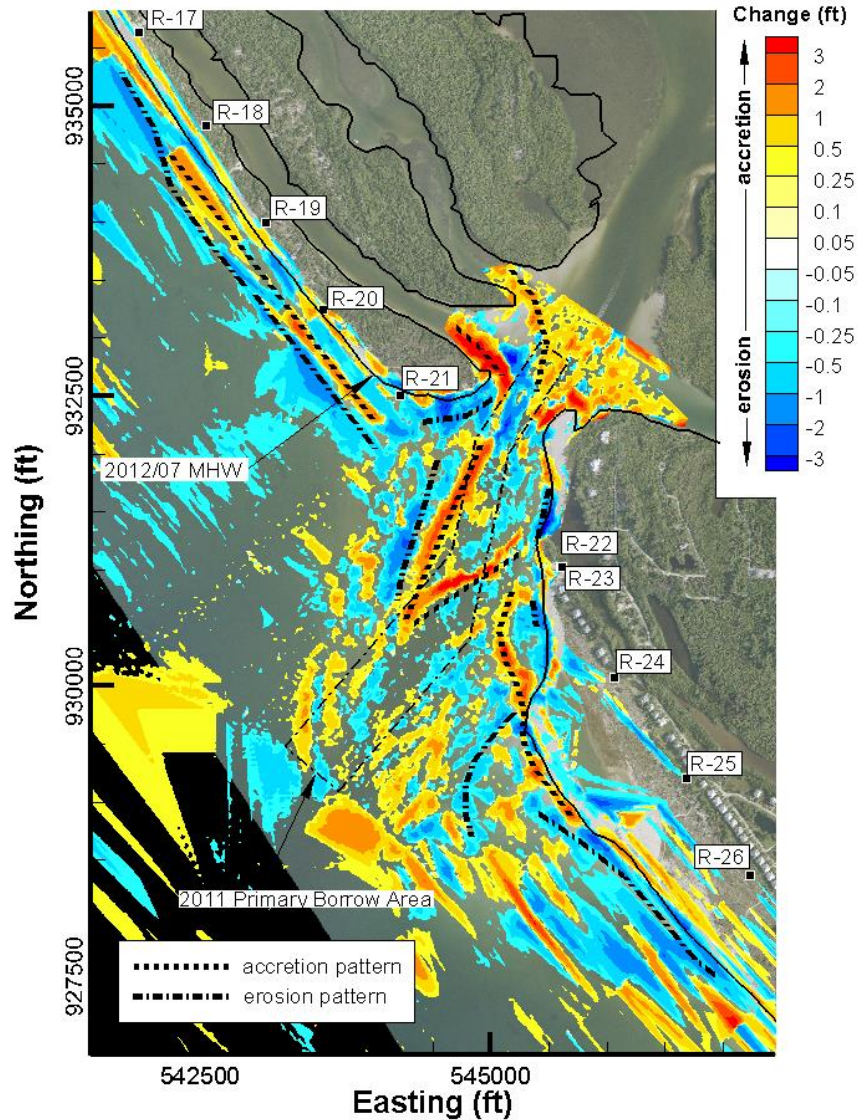 Change (ft)
3
2
1
0.5
0.25
0.1
0.05
-0.05
-0.1
-0.25
-0.5
-1
-2
-3
accretion
erosion
R-17
R-18
R-19
R-20
R-21
R-22
R-23
R-24
R-25
R-26
2012/07 MHW
2011 Primary Borrow Area
accretion pattern
erosion pattern
Northing (ft)
935000
932500
930000
927500
542500
545000
Easting (ft)